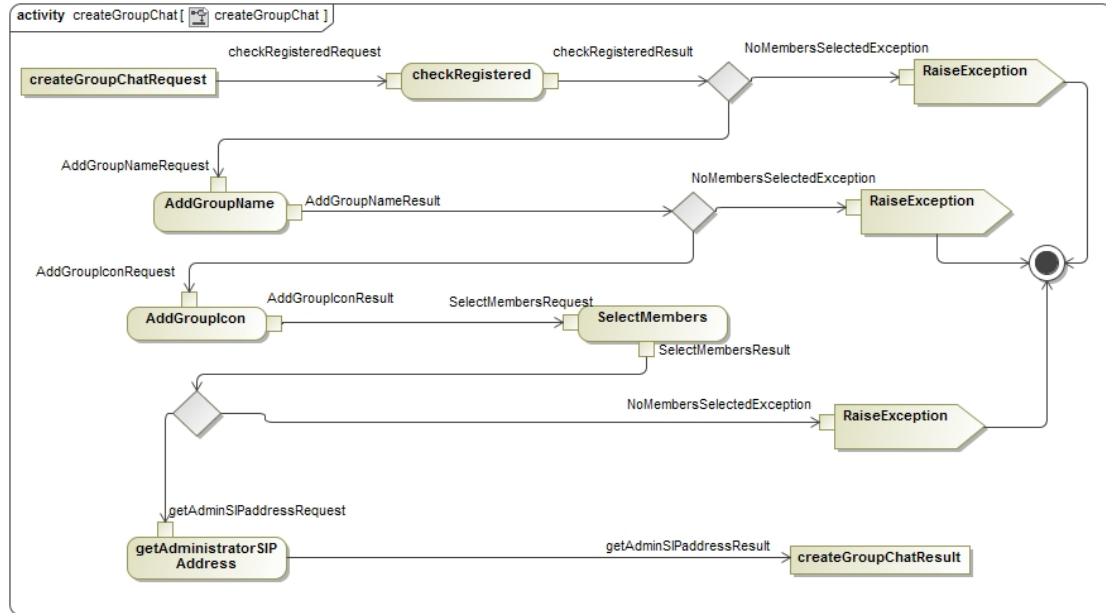 activity createGroupChat [ createGroupChat ]
checkRegisteredRequest
checkRegisteredResult
NoMembersSelectedException
createGroupChatRequest
checkRegistered
RaiseException
AddGroupNameRequest
NoMembersSelectedException
AddGroupName
AddGroupNameResult
RaiseException
AddGroupIconRequest
AddGroupIconResult
SelectMembersRequest
AddGroupIcon
SelectMembers
SelectMembersResult
NoMembersSelectedException
RaiseException
getAdminSIPaddressRequest
getAdministratorSIP
Address
getAdminSIPaddressResult
createGroupChatResult